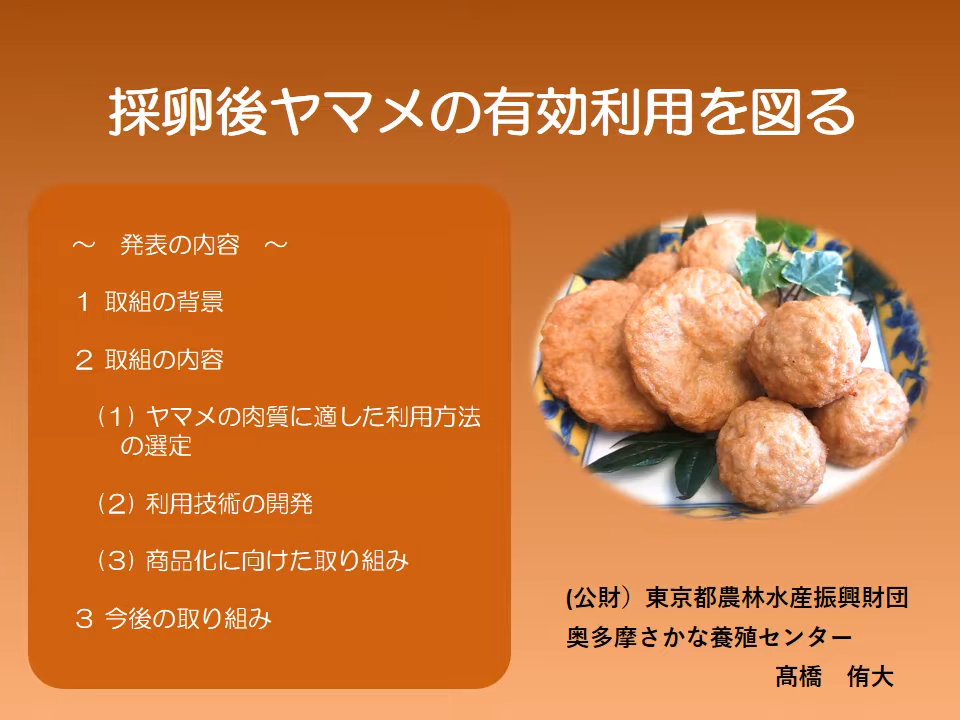 採卵後ヤマメの有効利用を図る
～　発表の内容　～
１ 取組の背景
２ 取組の内容
（１）ヤマメの肉質に適した利用方法
の選定
（２）利用技術の開発
（３）商品化に向けた取り組み
３ 今後の取り組み
(公財）東京都農林水産振興財団
奥多摩さかな養殖センター
髙橋　侑大